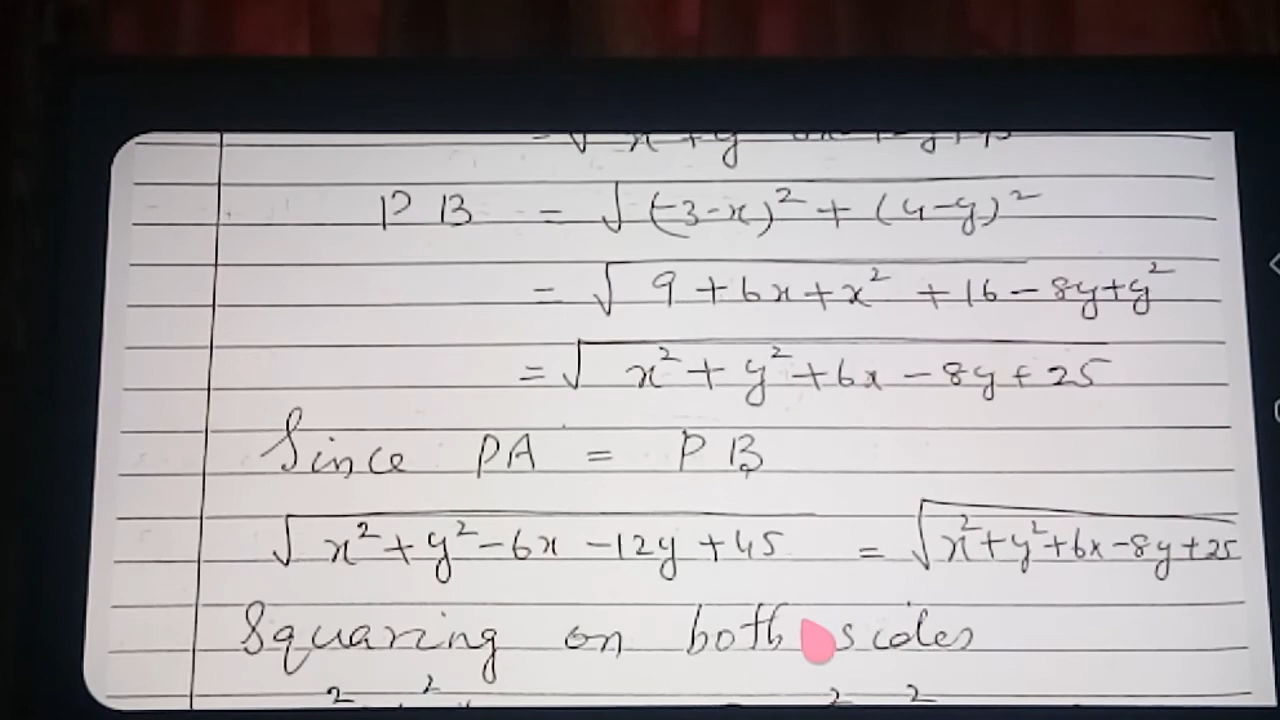 PB = √(-3-x)² + (4-y)²
= √9+6x+x² +16-8y+y²
= √x²+y²+6x-8y+25
Since PA = PB
√x²+y²-6x-12y+45 = √x²+y²+6x-8y+25
Squaring on both sides